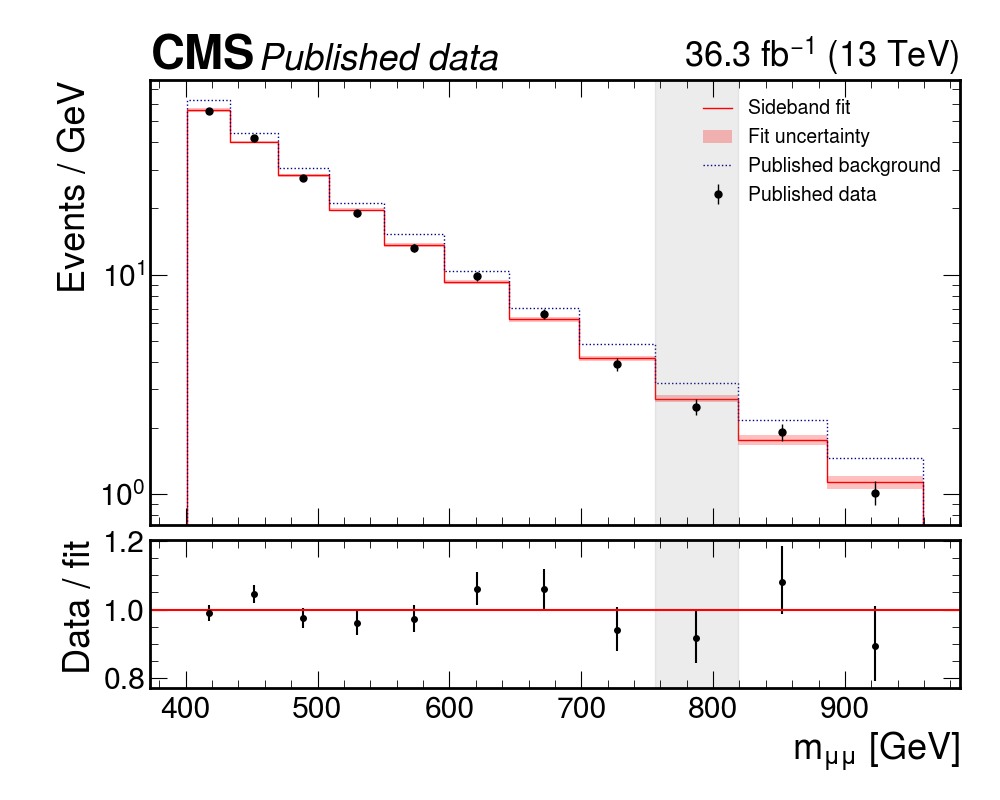 CMS Published data 36.3 fb⁻¹ (13 TeV)
Events / GeV
Sideband fit
Fit uncertainty
Published background
Published data
10¹
10⁰
Data / fit
1.2
1.0
0.8
400 500 600 700 800 900
m_μμ [GeV]